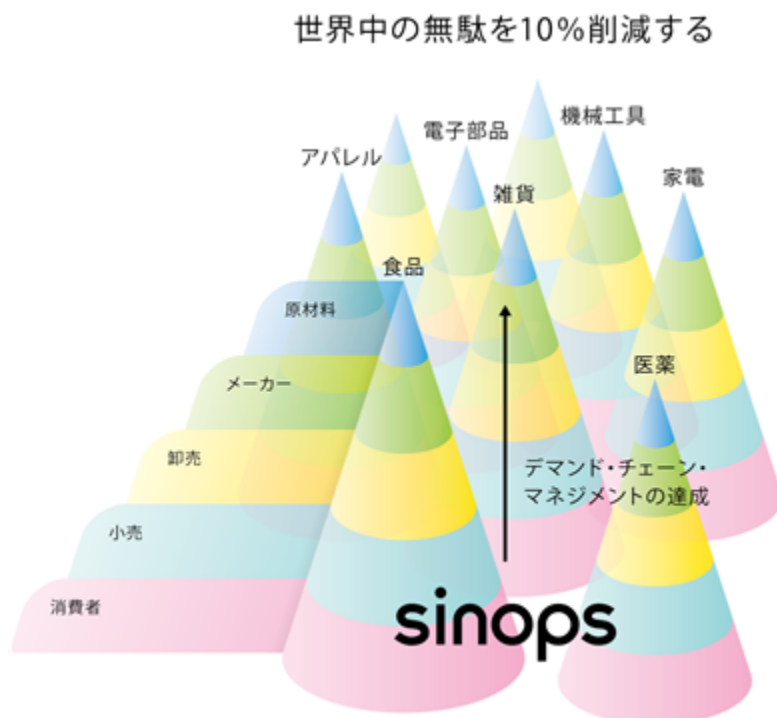 世界中の無駄を10%削減する
機械工具
電子部品
アパレル
家電
雑貨
食品
原材料
医薬
メーカー
卸売
デマンド・チェーン・
マネジメントの達成
小売
消費者
sinops